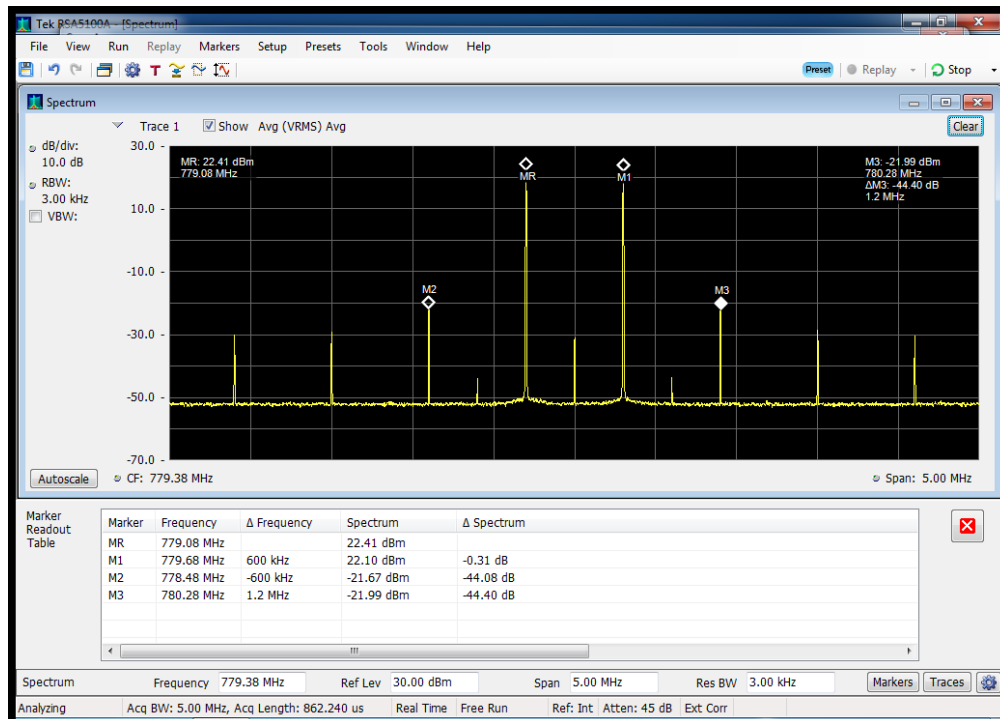 Tek RSA5100A - [Spectrum]
File View Run Replay Markers Setup Presets Tools Window Help
T
Preset Replay Stop
Spectrum
Trace 1 Show Avg (VRMS) Avg Clear
dB/div:
10.0 dB
RBW:
3.00 kHz
VBW:
30.0
10.0
-10.0
-30.0
-50.0
-70.0
MR: 22.41 dBm
779.08 MHz
M3: -21.99 dBm
780.28 MHz
ΔM3: -44.40 dB
1.2 MHz
MR
M1
M2
M3
Autoscale CF: 779.38 MHz Span: 5.00 MHz
Marker
Readout
Table
Marker Frequency Δ Frequency Spectrum Δ Spectrum
MR 779.08 MHz 22.41 dBm
M1 779.68 MHz 600 kHz 22.10 dBm -0.31 dB
M2 778.48 MHz -600 kHz -21.67 dBm -44.08 dB
M3 780.28 MHz 1.2 MHz -21.99 dBm -44.40 dB
Spectrum Frequency 779.38 MHz Ref Lev 30.00 dBm Span 5.00 MHz Res BW 3.00 kHz Markers Traces
Analyzing Acq BW: 5.00 MHz, Acq Length: 862.240 us Real Time Free Run Ref: Int Atten: 45 dB Ext Corr